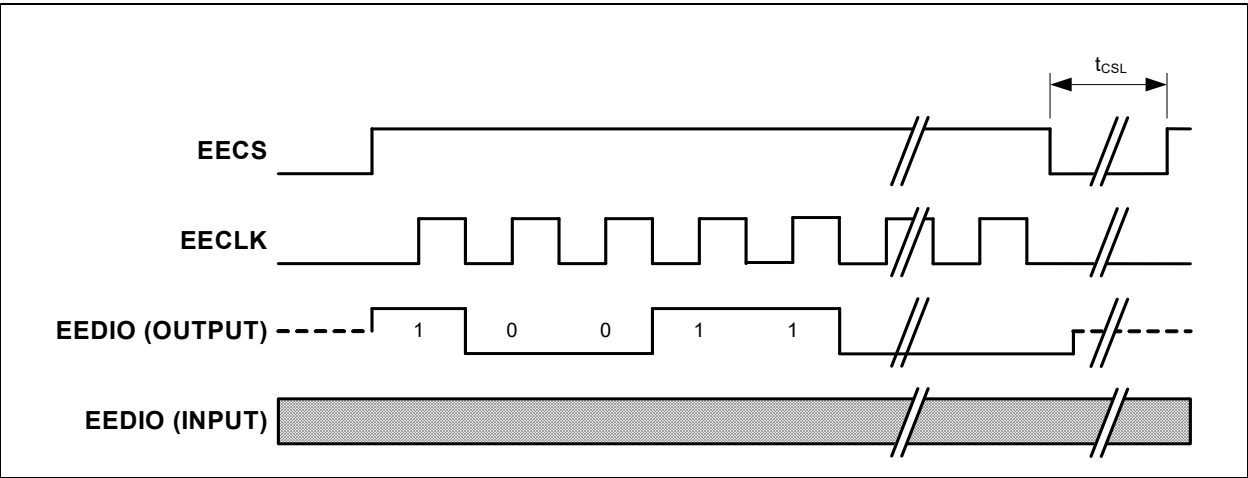 tCSL
EECS
EECLK
EEDIO (OUTPUT) 1 0 0 1 1
EEDIO (INPUT)